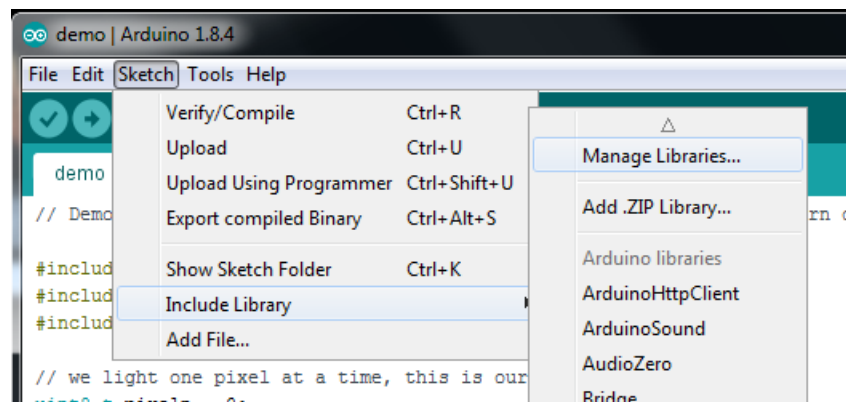 demo | Arduino 1.8.4
File Edit Sketch Tools Help
Verify/Compile Ctrl+R
Upload Ctrl+U
Upload Using Programmer Ctrl+Shift+U
Export compiled Binary Ctrl+Alt+S
Show Sketch Folder Ctrl+K
Include Library
Add File...
Manage Libraries...
Add .ZIP Library...
Arduino libraries
ArduinoHttpClient
ArduinoSound
AudioZero
Bridge
demo
// Demo
#includ
#includ
#includ
// we light one pixel at a time, this is our